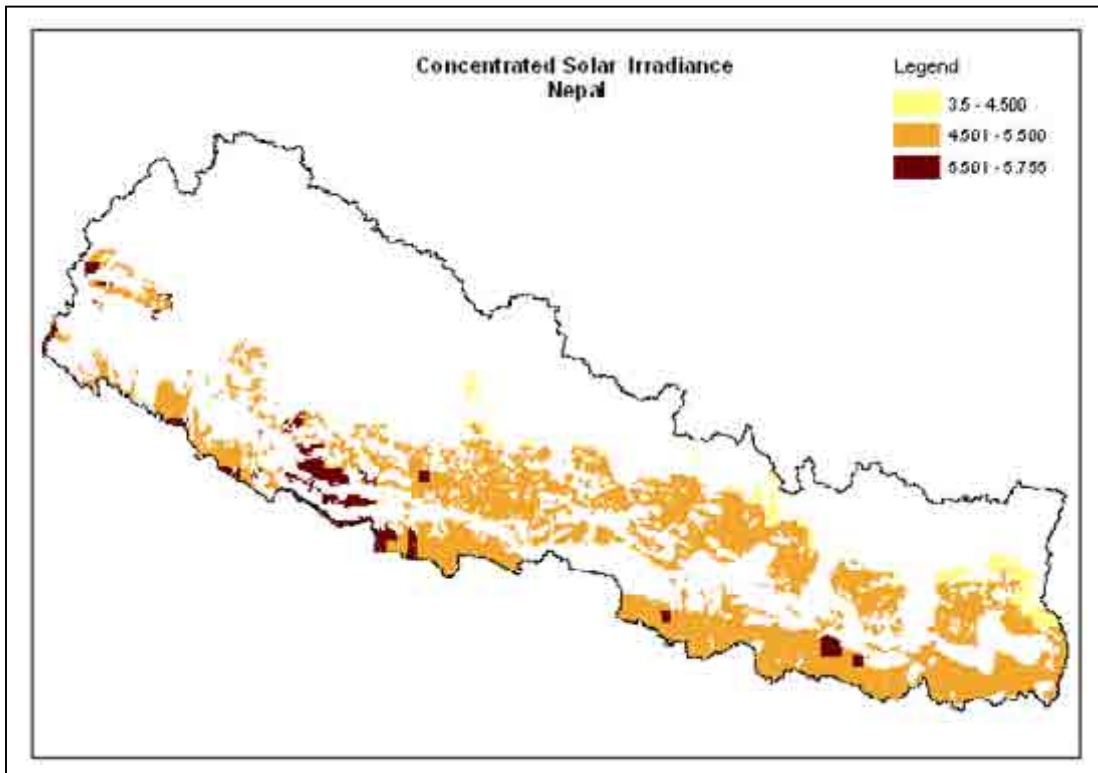 Concentrated Solar Irradiance
Nepal
Legend
3.5 - 4.500
4.501 - 5.500
5.501 - 5.755